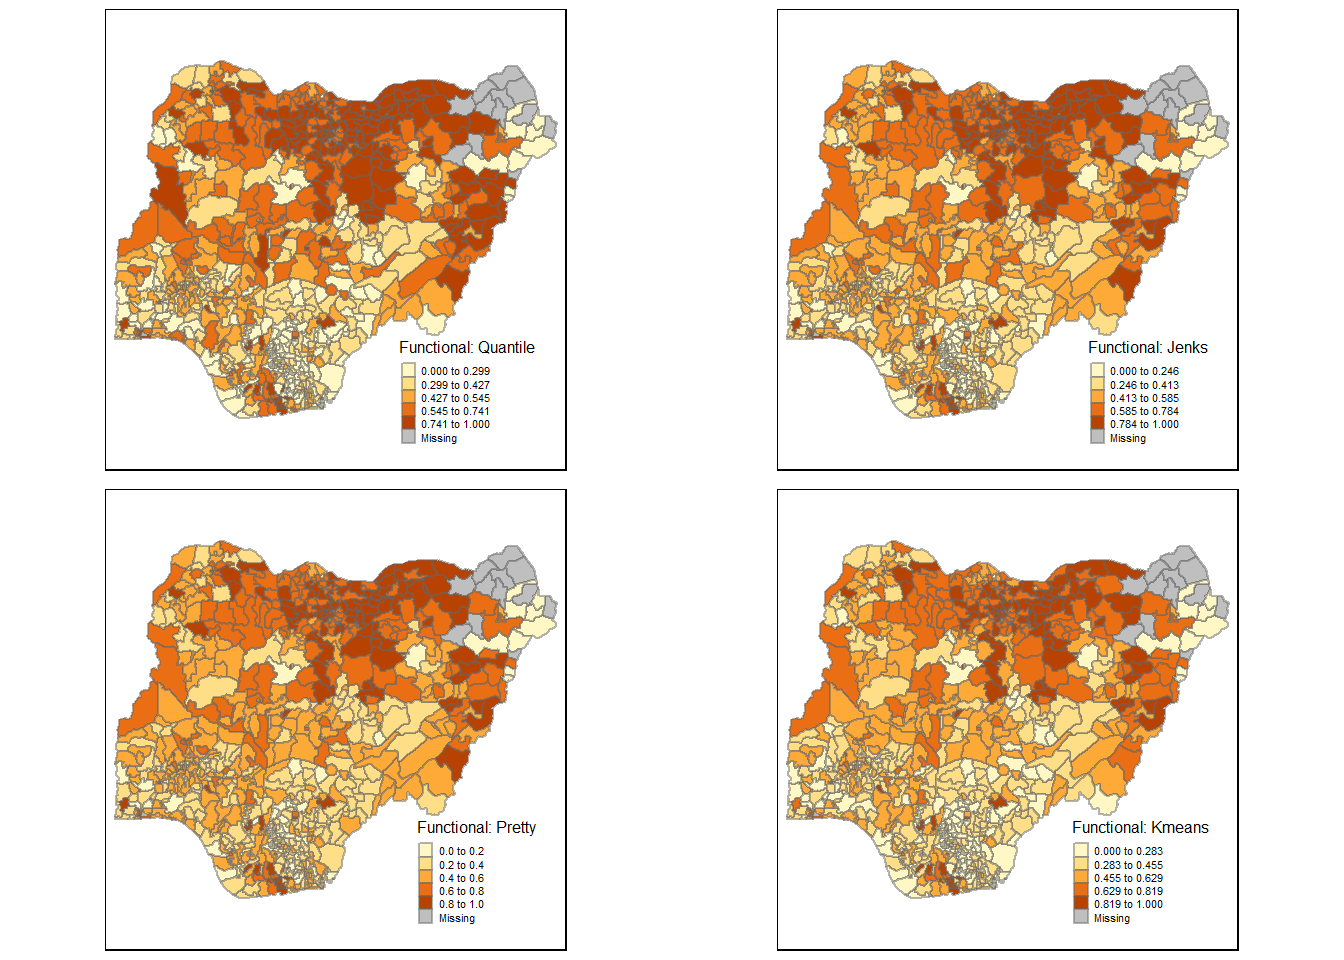 Functional: Quantile
0.000 to 0.299
0.299 to 0.427
0.427 to 0.545
0.545 to 0.741
0.741 to 1.000
Missing
Functional: Jenks
0.000 to 0.246
0.246 to 0.413
0.413 to 0.585
0.585 to 0.784
0.784 to 1.000
Missing
Functional: Pretty
0.0 to 0.2
0.2 to 0.4
0.4 to 0.6
0.6 to 0.8
0.8 to 1.0
Missing
Functional: Kmeans
0.000 to 0.283
0.283 to 0.455
0.455 to 0.629
0.629 to 0.819
0.819 to 1.000
Missing